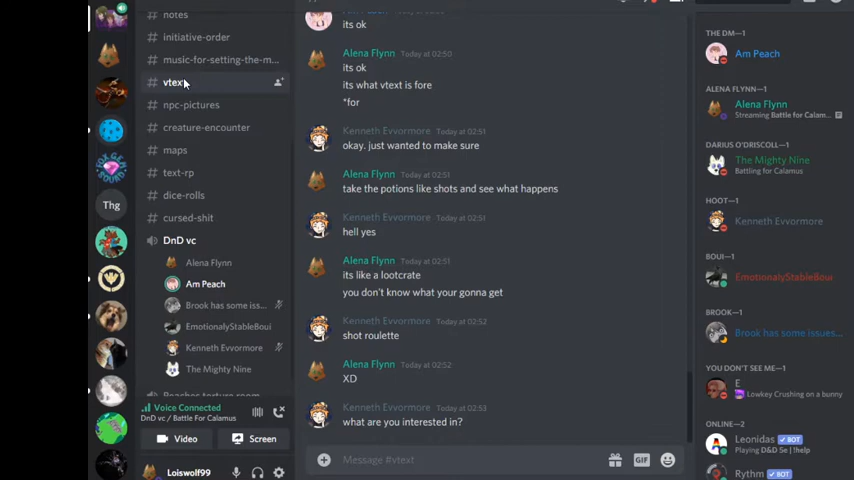 notes
initiative-order
music-for-setting-the-m...
vtext
npc-pictures
creature-encounter
maps
text-rp
dice-rolls
cursed-shit
DnD vc
Alena Flynn
Am Peach
Brook has some iss...
EmotionalyStableBoui
Kenneth Evvormore
The Mighty Nine
Voice Connected
DnD vc / Battle For Calamus
Video
Screen
Loiswolf99
Thg
its ok
Alena Flynn Today at 02:50
its ok
its what vtext is fore
*for
Kenneth Evvormore Today at 02:51
okay. just wanted to make sure
Alena Flynn Today at 02:51
take the potions like shots and see what happens
Kenneth Evvormore Today at 02:51
hell yes
Alena Flynn Today at 02:51
its like a lootcrate
you don't know what your gonna get
Kenneth Evvormore Today at 02:52
shot roulette
Alena Flynn Today at 02:52
XD
Kenneth Evvormore Today at 02:53
what are you interested in?
Message #vtext
GIF
THE DM—1
Am Peach
ALENA FLYNN—1
Alena Flynn
Streaming Battle for Calam...
DARIUS O'DRISCOLL—1
The Mighty Nine
Battling for Calamus
HOOT—1
Kenneth Evvormore
BOUI—1
EmotionalyStableBoui
BROOK—1
Brook has some issues...
YOU DON'T SEE ME—1
E
Lowkey Crushing on a bunny
ONLINE—2
Leonidas ✓ BOT
Playing D&D 5e | !help
Rythm ✓ BOT